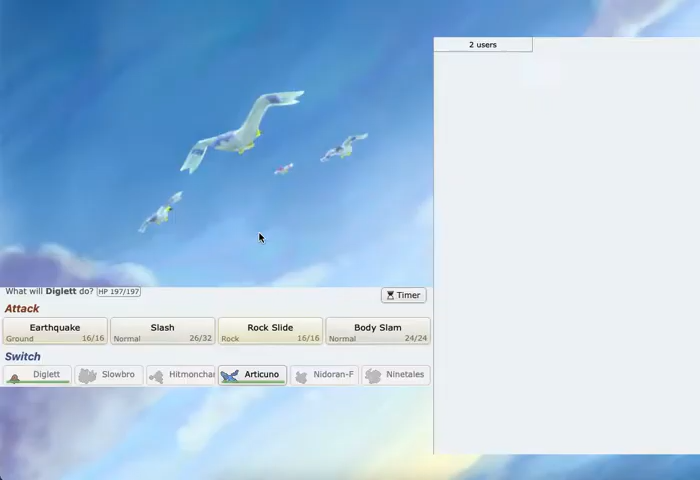 2 users
What will Diglett do? HP 197/197
Timer
Attack
Earthquake
Ground 16/16
Slash
Normal 26/32
Rock Slide
Rock 16/16
Body Slam
Normal 24/24
Switch
Diglett
Slowbro
Hitmonchar
Articuno
Nidoran-F
Ninetales